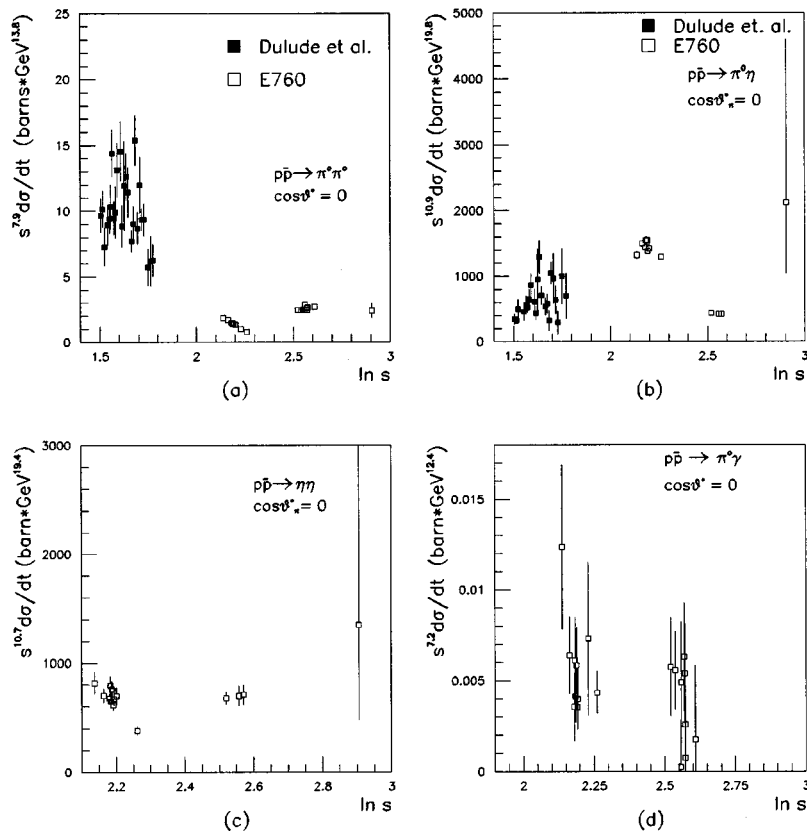 s^7.9 dσ/dt (barns*GeV^13.8)
25
20
15
10
5
0
■ Dulude et al.
□ E760
pp̄→π°π°
cosϑ* = 0
1.5 2 2.5 3
ln s
(a)
s^10.9 dσ/dt (barn*GeV^19.8)
5000
4000
3000
2000
1000
0
■ Dulude et. al.
□ E760
pp̄→π°η
cosϑ*= 0
1.5 2 2.5 3
ln s
(b)
s^10.7 dσ/dt (barn*GeV^19.4)
3000
2000
1000
0
pp̄→ηη
cosϑ*= 0
2.2 2.4 2.6 2.8 3
ln s
(c)
s^7.2 dσ/dt (barn*GeV^12.4)
0.015
0.01
0.005
0
pp̄ → π°γ
cosϑ* = 0
2 2.25 2.5 2.75 3
ln s
(d)